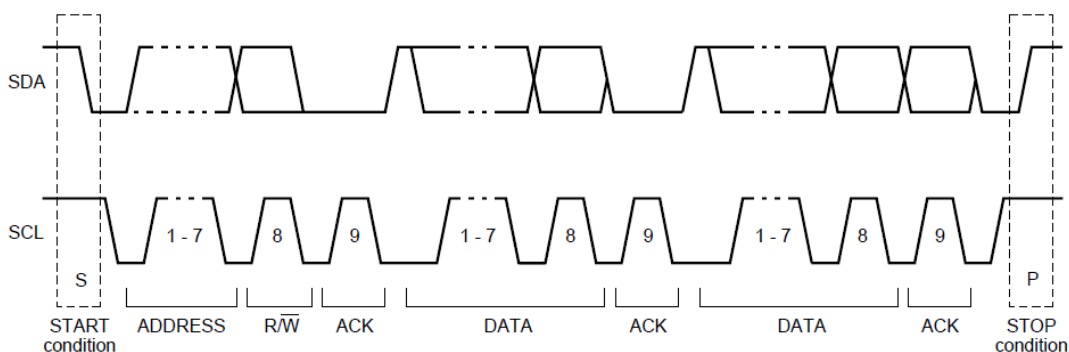 SDA
SCL
1 - 7
8
9
1 - 7
8
9
1 - 7
8
9
S
P
START
condition
ADDRESS
R/W̅
ACK
DATA
ACK
DATA
ACK
STOP
condition